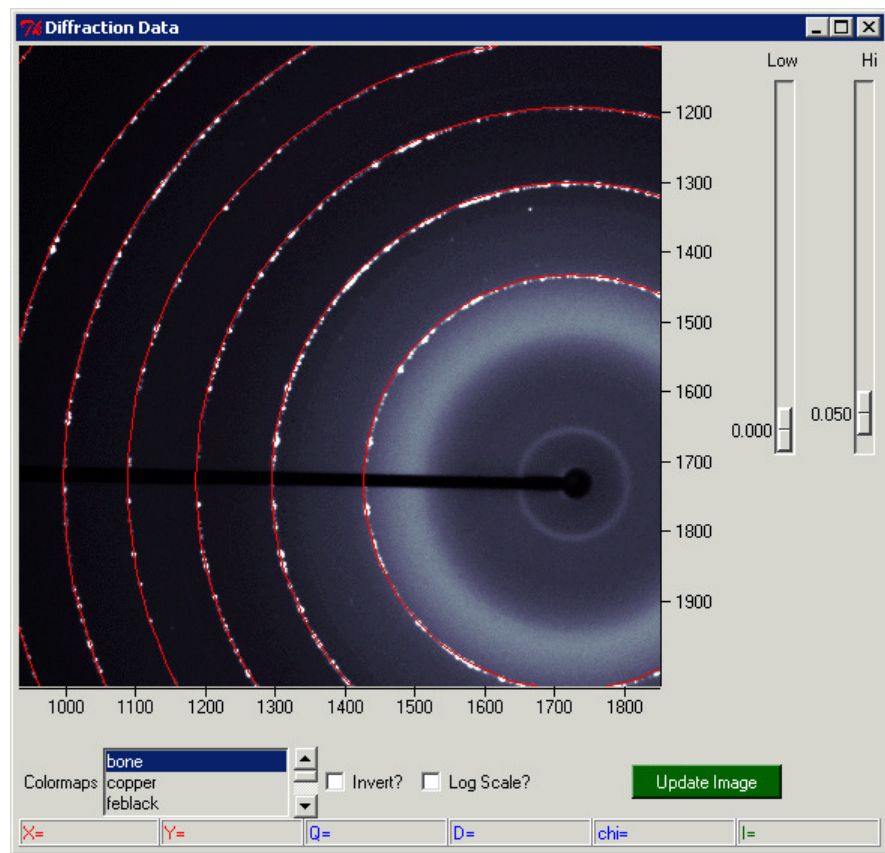 Diffraction Data
Low
Hi
1200
1300
1400
1500
1600
1700
1800
1900
0.000
0.050
1000 1100 1200 1300 1400 1500 1600 1700 1800
Colormaps
bone
copper
feblack
Invert?
Log Scale?
Update Image
X= Y= Q= D= chi= I=